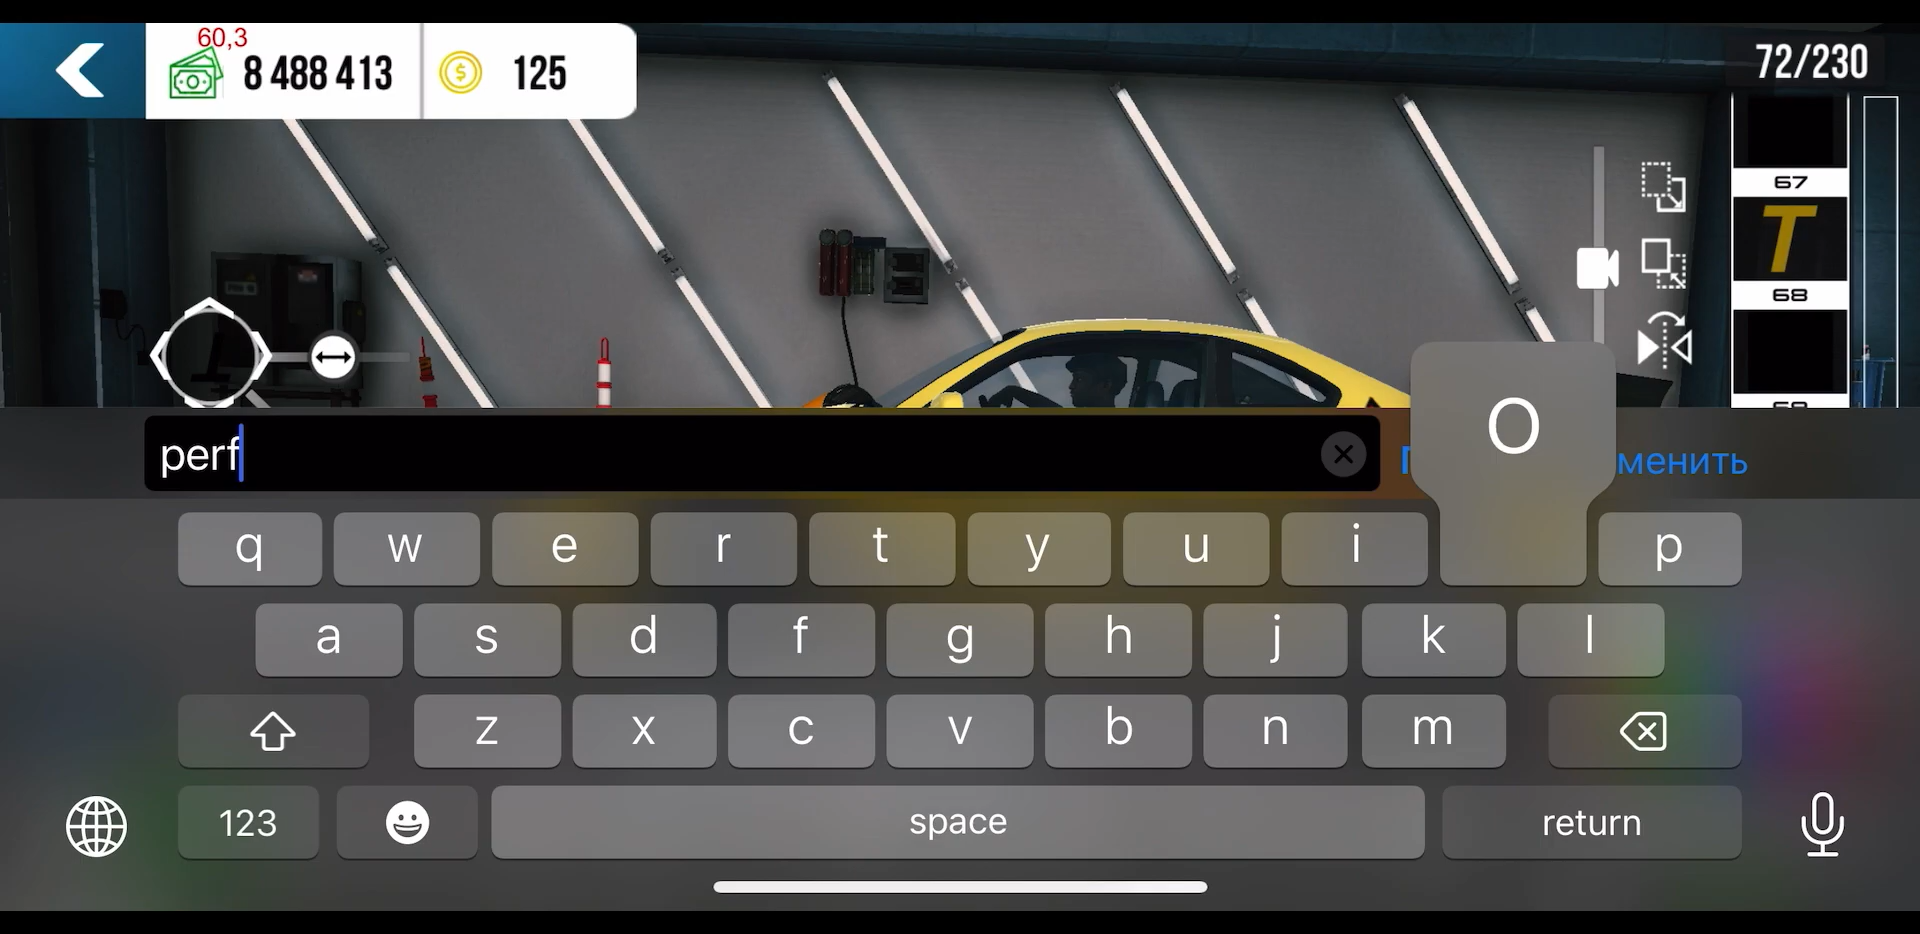 60,3
8 488 413
125
72/230
67
T
68
perf
менить
O
q w e r t y u i p
a s d f g h j k l
z x c v b n m
123
space
return